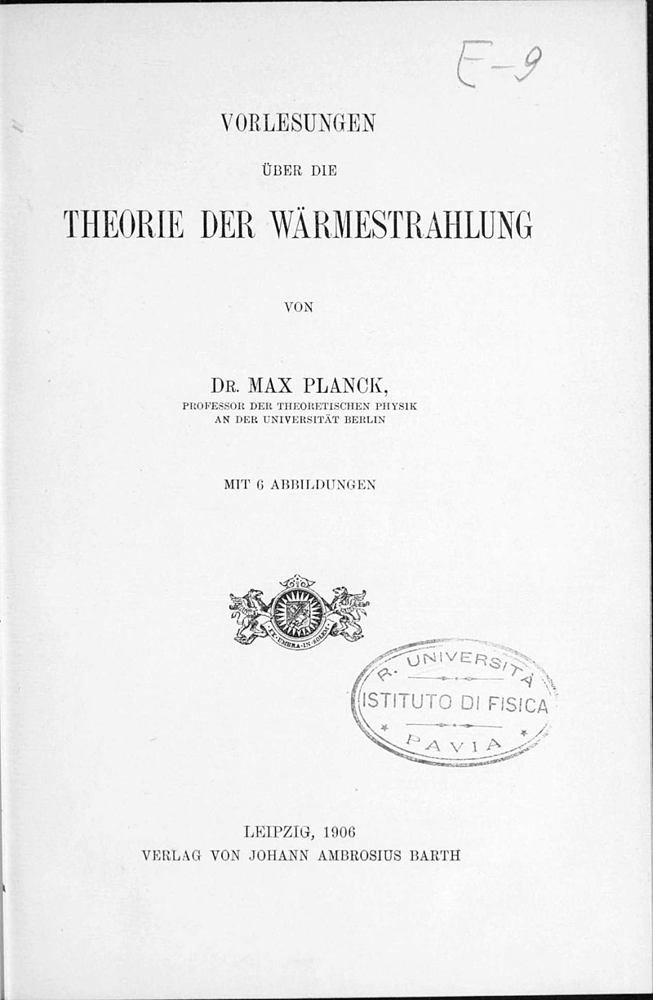 E-9
VORLESUNGEN
ÜBER DIE
THEORIE DER WÄRMESTRAHLUNG
VON
DR. MAX PLANCK,
PROFESSOR DER THEORETISCHEN PHYSIK
AN DER UNIVERSITÄT BERLIN
MIT 6 ABBILDUNGEN
·EX·UMBRA·IN·SOLEM·
R. UNIVERSITÀ
ISTITUTO DI FISICA
PAVIA
LEIPZIG, 1906
VERLAG VON JOHANN AMBROSIUS BARTH